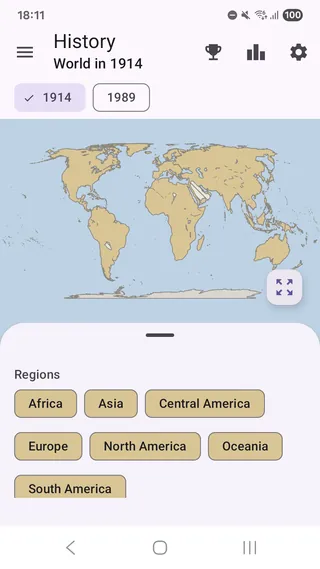 18:11
100
History
World in 1914
1914
1989
Regions
Africa
Asia
Central America
Europe
North America
Oceania
South America